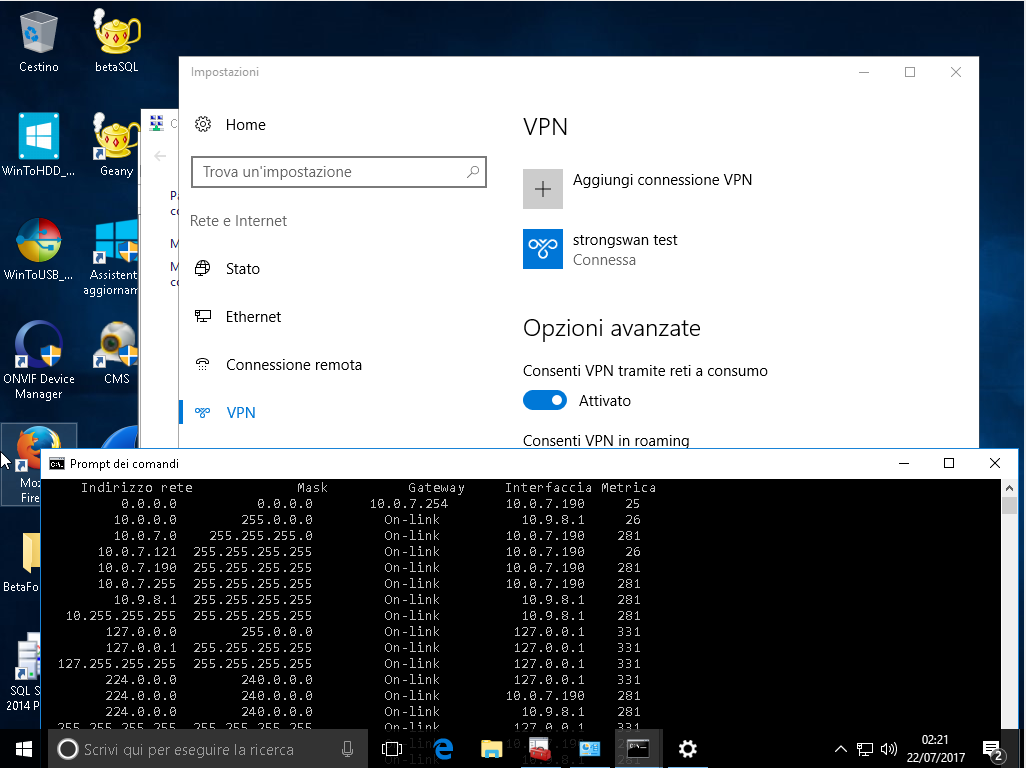 Cestino
betaSQL
WinToHDD_...
Geany
WinToUSB_...
Assistent
aggiornam
ONVIF Device
Manager
CMS
Moz
Fire
BetaFo
SQL S
2014 P
C
Impostazioni
Home
Trova un'impostazione
Rete e Internet
Stato
Ethernet
Connessione remota
VPN
VPN
Aggiungi connessione VPN
strongswan test
Connessa
Opzioni avanzate
Consenti VPN tramite reti a consumo
Attivato
Consenti VPN in roaming
Prompt dei comandi
Indirizzo rete Mask Gateway Interfaccia Metrica
0.0.0.0 0.0.0.0 10.0.7.254 10.0.7.190 25
10.0.0.0 255.0.0.0 On-link 10.9.8.1 26
10.0.7.0 255.255.255.0 On-link 10.0.7.190 281
10.0.7.121 255.255.255.255 On-link 10.0.7.190 26
10.0.7.190 255.255.255.255 On-link 10.0.7.190 281
10.0.7.255 255.255.255.255 On-link 10.0.7.190 281
10.9.8.1 255.255.255.255 On-link 10.9.8.1 281
10.255.255.255 255.255.255.255 On-link 10.9.8.1 281
127.0.0.0 255.0.0.0 On-link 127.0.0.1 331
127.0.0.1 255.255.255.255 On-link 127.0.0.1 331
127.255.255.255 255.255.255.255 On-link 127.0.0.1 331
224.0.0.0 240.0.0.0 On-link 127.0.0.1 331
224.0.0.0 240.0.0.0 On-link 10.0.7.190 281
224.0.0.0 240.0.0.0 On-link 10.9.8.1 281
255.255.255.255 255.255.255.255 On-link 127.0.0.1 331
Scrivi qui per eseguire la ricerca
02:21
22/07/2017
2